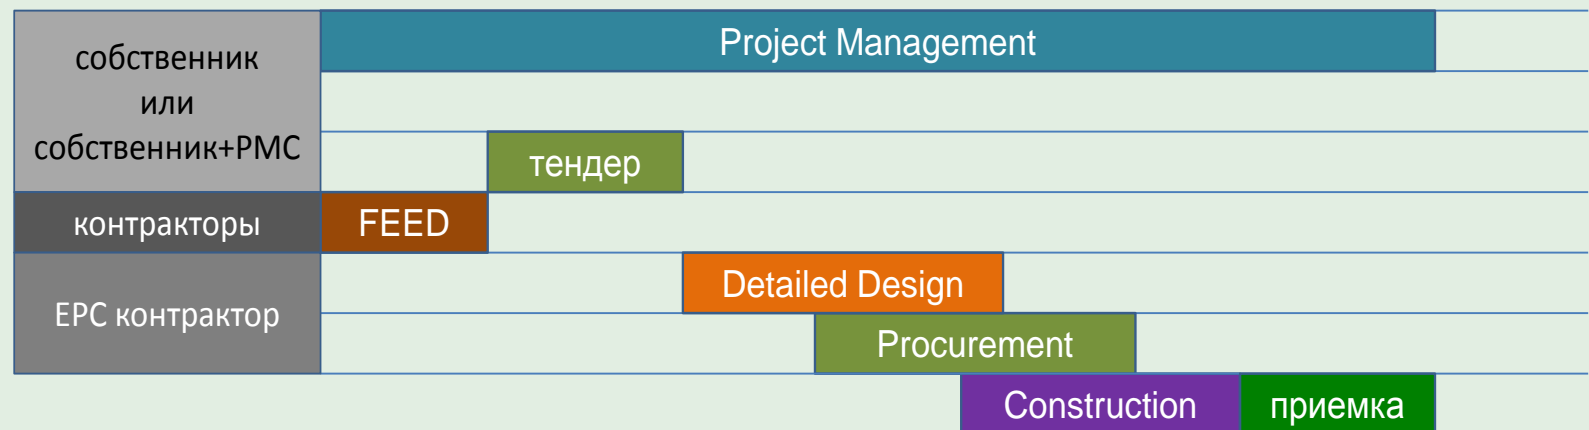 собственник
или
собственник+PMC
Project Management
тендер
контракторы
FEED
EPC контрактор
Detailed Design
Procurement
Construction
приемка